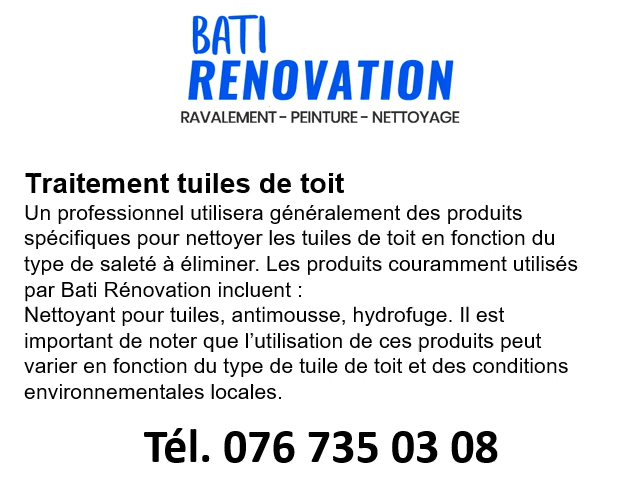 BATI
RENOVATION
RAVALEMENT - PEINTURE - NETTOYAGE
Traitement tuiles de toit
Un professionnel utilisera généralement des produits
spécifiques pour nettoyer les tuiles de toit en fonction du
type de saleté à éliminer. Les produits couramment utilisés
par Bati Rénovation incluent :
Nettoyant pour tuiles, antimousse, hydrofuge. Il est
important de noter que l’utilisation de ces produits peut
varier en fonction du type de tuile de toit et des conditions
environnementales locales.
Tél. 076 735 03 08